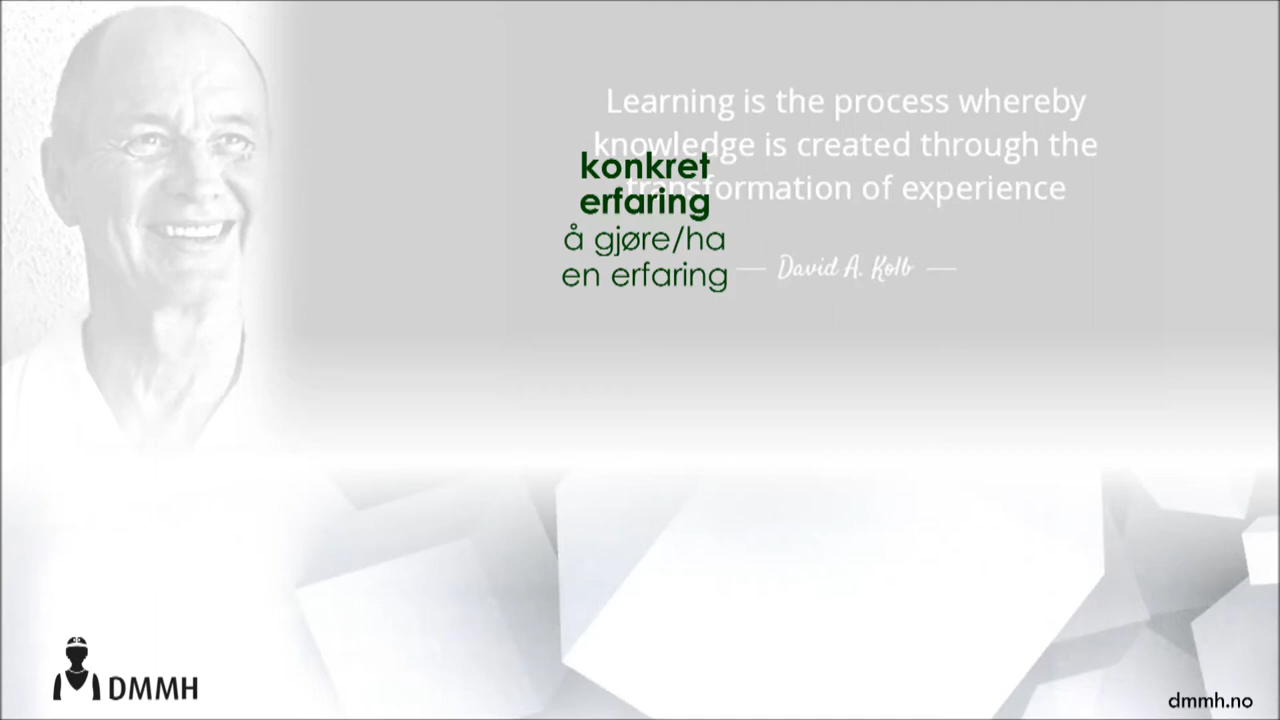 Learning is the process whereby
knowledge is created through the
transformation of experience
David A. Kolb
konkret
erfaring
å gjøre/ha
en erfaring
DMMH
dmmh.no